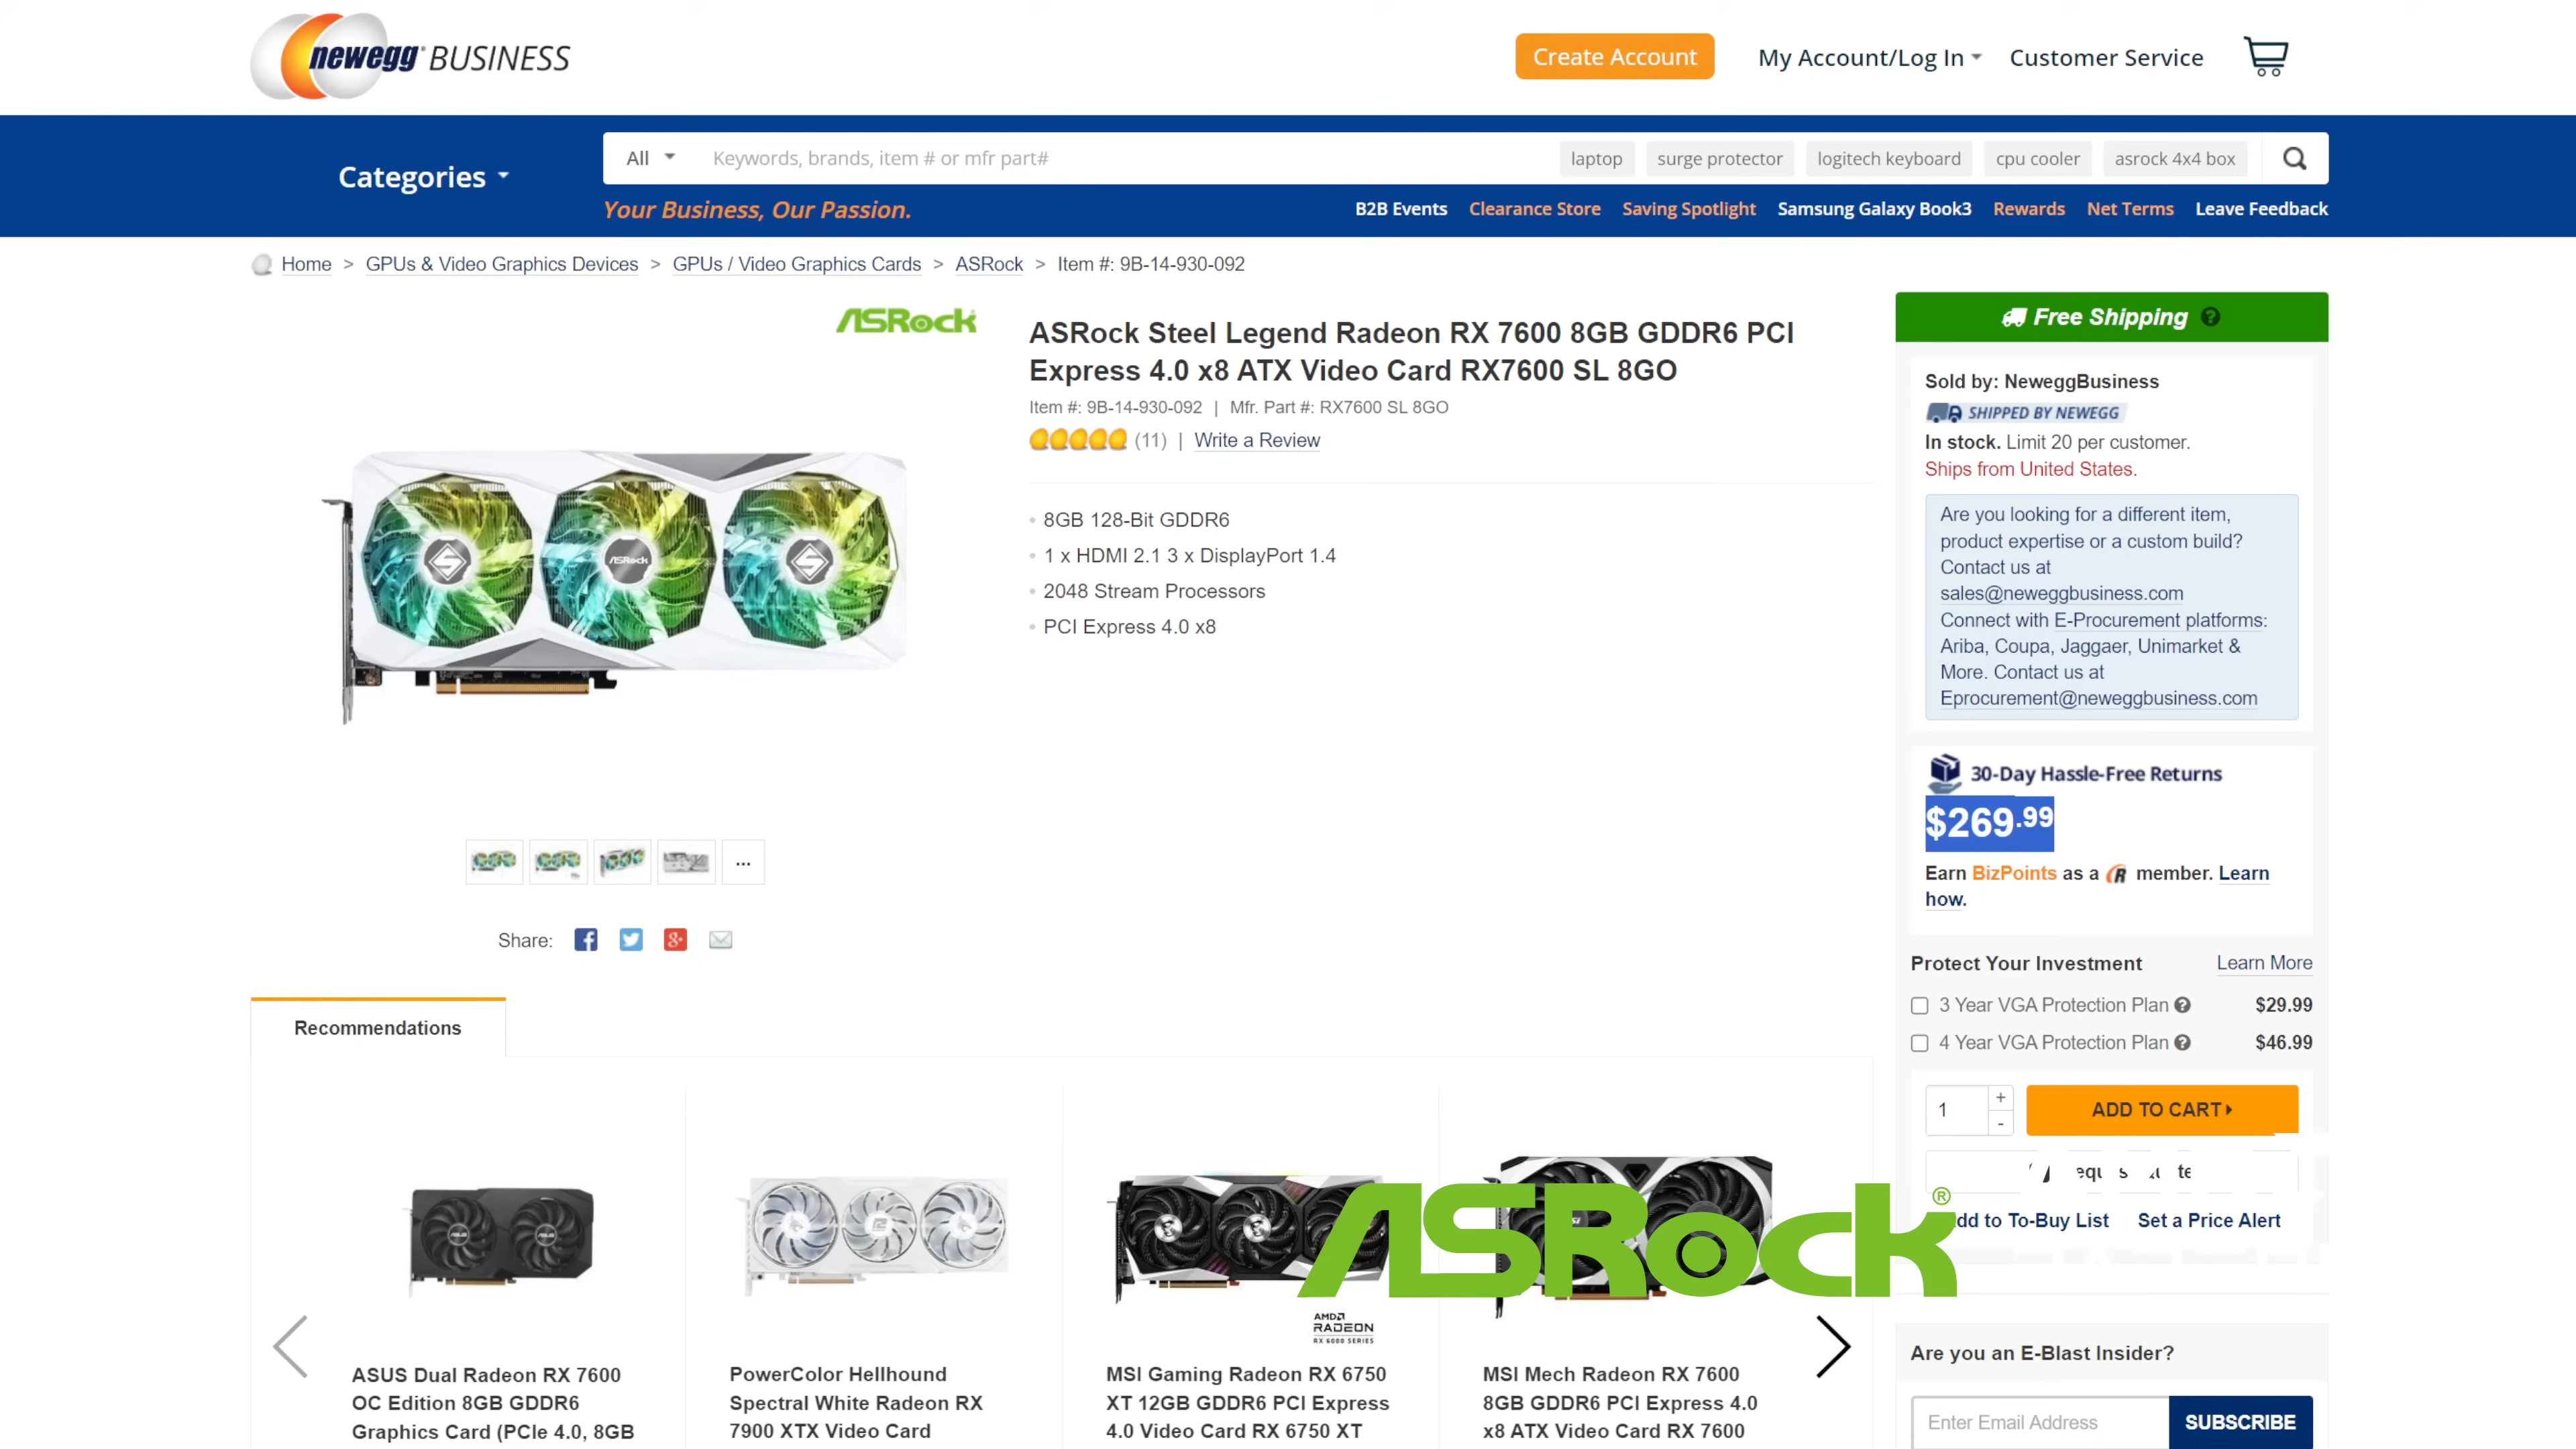 newegg BUSINESS
Create Account
My Account/Log In
Customer Service
Categories
All
Keywords, brands, item # or mfr part#
laptop
surge protector
logitech keyboard
cpu cooler
asrock 4x4 box
Your Business, Our Passion.
B2B Events
Clearance Store
Saving Spotlight
Samsung Galaxy Book3
Rewards
Net Terms
Leave Feedback
Home > GPUs & Video Graphics Devices > GPUs / Video Graphics Cards > ASRock > Item #: 9B-14-930-092
ASRock
ASRock Steel Legend Radeon RX 7600 8GB GDDR6 PCI
Express 4.0 x8 ATX Video Card RX7600 SL 8GO
Item #: 9B-14-930-092 | Mfr. Part #: RX7600 SL 8GO
(11) | Write a Review
• 8GB 128-Bit GDDR6
• 1 x HDMI 2.1 3 x DisplayPort 1.4
• 2048 Stream Processors
• PCI Express 4.0 x8
ASRock
...
Share:
Free Shipping ?
Sold by: NeweggBusiness
SHIPPED BY NEWEGG
In stock. Limit 20 per customer.
Ships from United States.
Are you looking for a different item,
product expertise or a custom build?
Contact us at
sales@neweggbusiness.com
Connect with E-Procurement platforms:
Ariba, Coupa, Jaggaer, Unimarket &
More. Contact us at
Eprocurement@neweggbusiness.com
30-Day Hassle-Free Returns
$269.99
Earn BizPoints as a R member. Learn
how.
Protect Your Investment
Learn More
3 Year VGA Protection Plan ? $29.99
4 Year VGA Protection Plan ? $46.99
1
+
-
ADD TO CART
dd to To-Buy List
Set a Price Alert
Are you an E-Blast Insider?
Enter Email Address
SUBSCRIBE
Recommendations
ASUS Dual Radeon RX 7600
OC Edition 8GB GDDR6
Graphics Card (PCIe 4.0, 8GB
PowerColor Hellhound
Spectral White Radeon RX
7900 XTX Video Card
AMD
RADEON
RX 6000 SERIES
MSI Gaming Radeon RX 6750
XT 12GB GDDR6 PCI Express
4.0 Video Card RX 6750 XT
MSI Mech Radeon RX 7600
8GB GDDR6 PCI Express 4.0
x8 ATX Video Card RX 7600
ASRock®